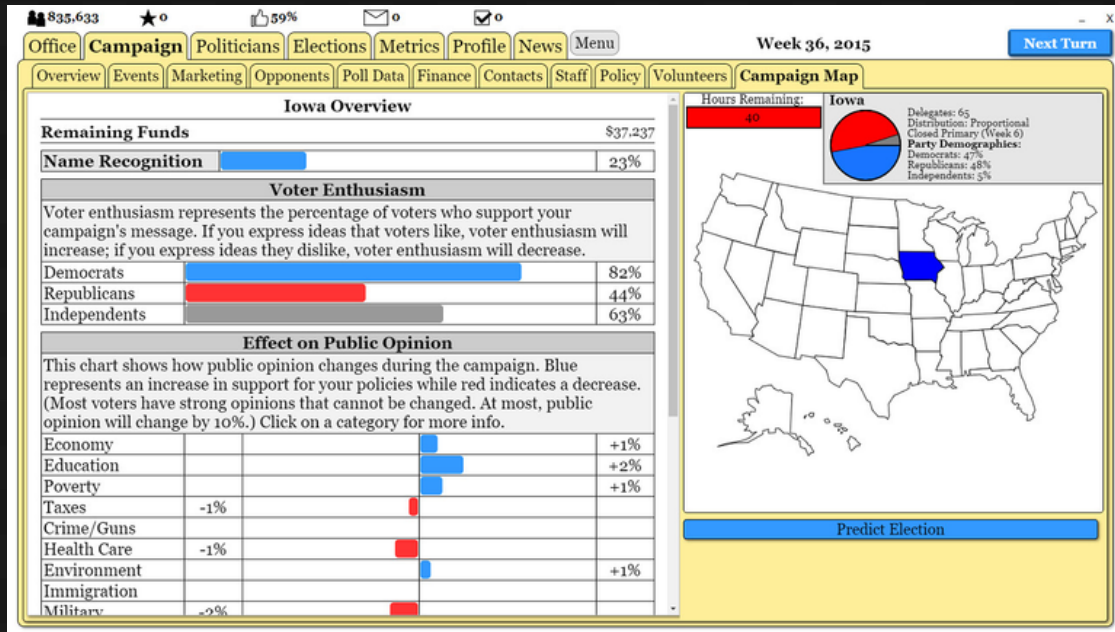 835,633 0 59% 0 0 _ x
Office Campaign Politicians Elections Metrics Profile News Menu Week 36, 2015 Next Turn
Overview Events Marketing Opponents Poll Data Finance Contacts Staff Policy Volunteers Campaign Map
Iowa Overview
Remaining Funds $37,237
Name Recognition 23%
Voter Enthusiasm
Voter enthusiasm represents the percentage of voters who support your
campaign's message. If you express ideas that voters like, voter enthusiasm will
increase; if you express ideas they dislike, voter enthusiasm will decrease.
Democrats 82%
Republicans 44%
Independents 63%
Effect on Public Opinion
This chart shows how public opinion changes during the campaign. Blue
represents an increase in support for your policies while red indicates a decrease.
(Most voters have strong opinions that cannot be changed. At most, public
opinion will change by 10%.) Click on a category for more info.
Economy +1%
Education +2%
Poverty +1%
Taxes -1%
Crime/Guns
Health Care -1%
Environment +1%
Immigration
Military -2%
Hours Remaining:
40
Iowa
Delegates: 65
Distribution: Proportional
Closed Primary (Week 6)
Party Demographics:
Democrats: 47%
Republicans: 48%
Independents: 5%
Predict Election